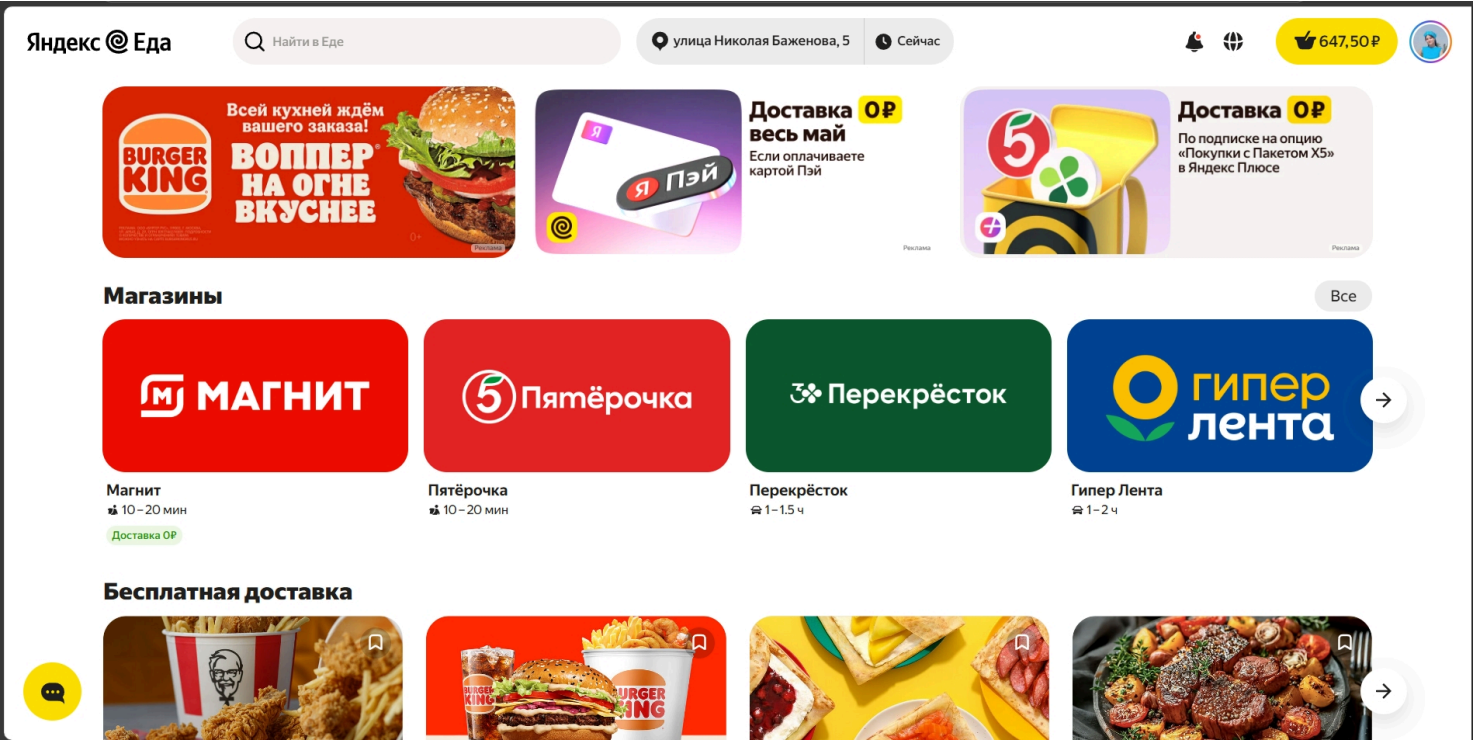 Яндекс Еда
Найти в Еде
улица Николая Баженова, 5
Сейчас
647,50 ₽
BURGER
KING
Всей кухней ждём
вашего заказа!
ВОППЕР®
НА ОГНЕ
ВКУСНЕЕ
0+
Реклама
Я
Я Пэй
Доставка 0₽
весь май
Если оплачиваете
картой Пэй
Реклама
5
Доставка 0₽
По подписке на опцию
«Покупки с Пакетом X5»
в Яндекс Плюсе
Реклама
Магазины
Все
М МАГНИТ
5 Пятёрочка
Перекрёсток
гипер
лента
Магнит
10–20 мин
Доставка 0₽
Пятёрочка
10–20 мин
Перекрёсток
1–1.5 ч
Гипер Лента
1–2 ч
Бесплатная доставка
BURGER
KING
BURGER
KING